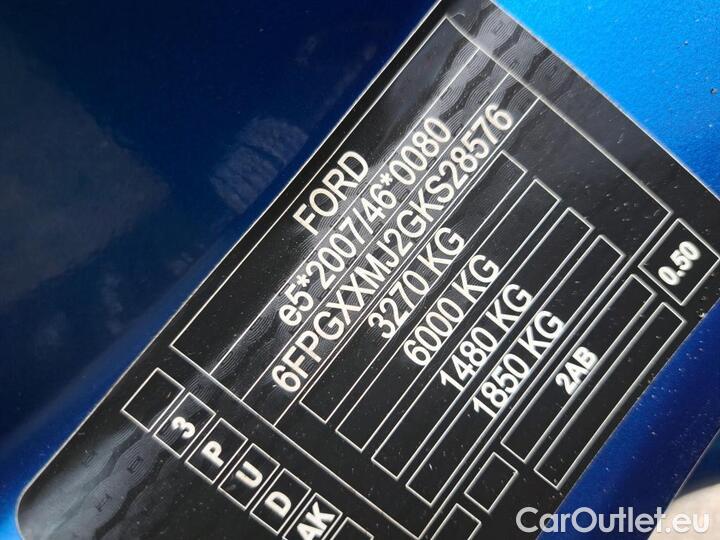 FORD
e5*2007/46*0080
6FPGXXMJ2GKS28576
3270 KG
6000 KG
1480 KG
1850 KG
0.50
2AB
3 P U D AK
CarOutlet.eu